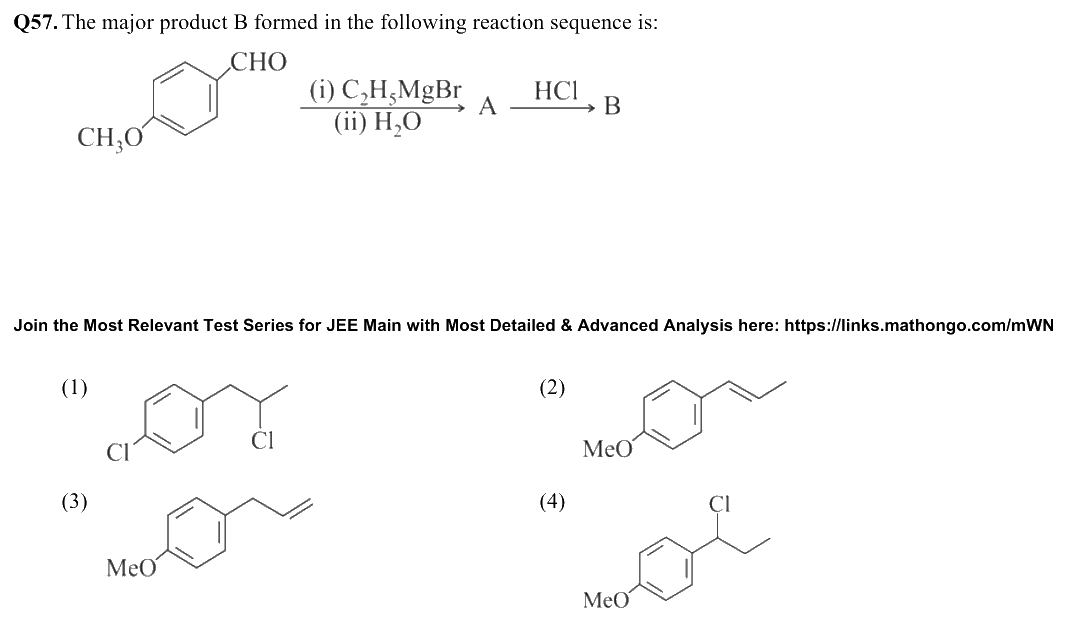 Q57. The major product B formed in the following reaction sequence is:
CHO
(i) C₂H₅MgBr
(ii) H₂O
A
HCl
B
CH₃O
Join the Most Relevant Test Series for JEE Main with Most Detailed & Advanced Analysis here: https://links.mathongo.com/mWN
(1)
Cl
Cl
(2)
MeO
(3)
MeO
(4)
Cl
MeO